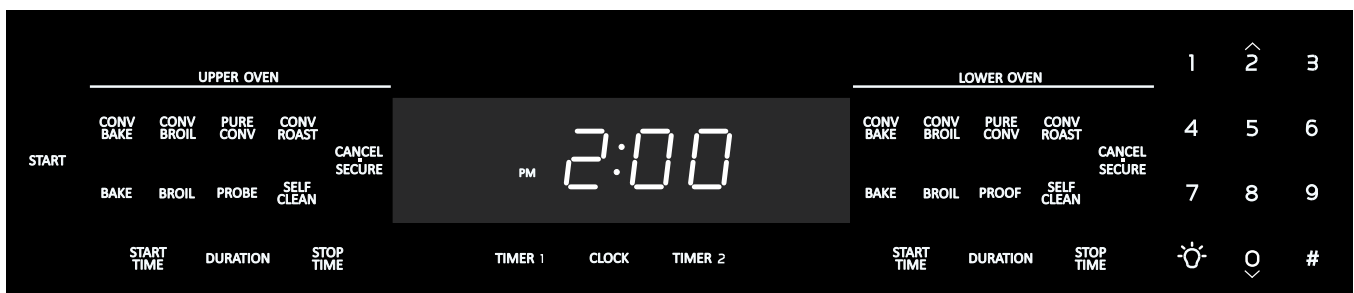 UPPER OVEN
CONV BAKE
CONV BROIL
PURE CONV
CONV ROAST
START
CANCEL
SECURE
BAKE
BROIL
PROBE
SELF CLEAN
START TIME
DURATION
STOP TIME
PM 2:00
TIMER 1
CLOCK
TIMER 2
LOWER OVEN
CONV BAKE
CONV BROIL
PURE CONV
CONV ROAST
CANCEL
SECURE
BAKE
BROIL
PROOF
SELF CLEAN
START TIME
DURATION
STOP TIME
1 2 3
4 5 6
7 8 9
0 #